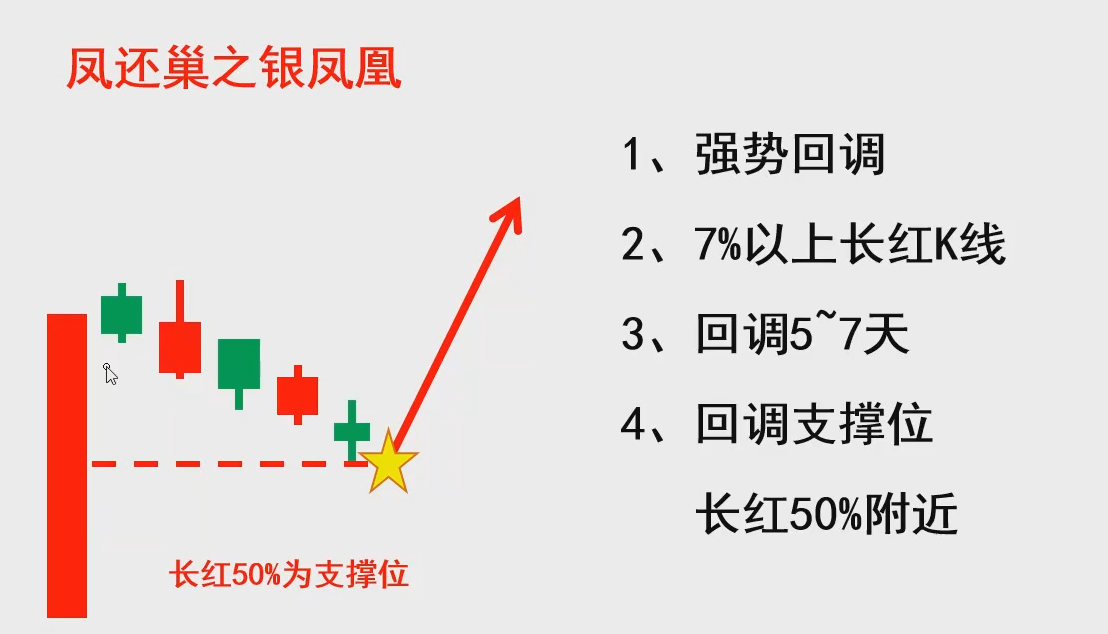 凤还巢之银凤凰
1、强势回调
2、7%以上长红K线
3、回调5~7天
4、回调支撑位
长红50%附近
长红50%为支撑位